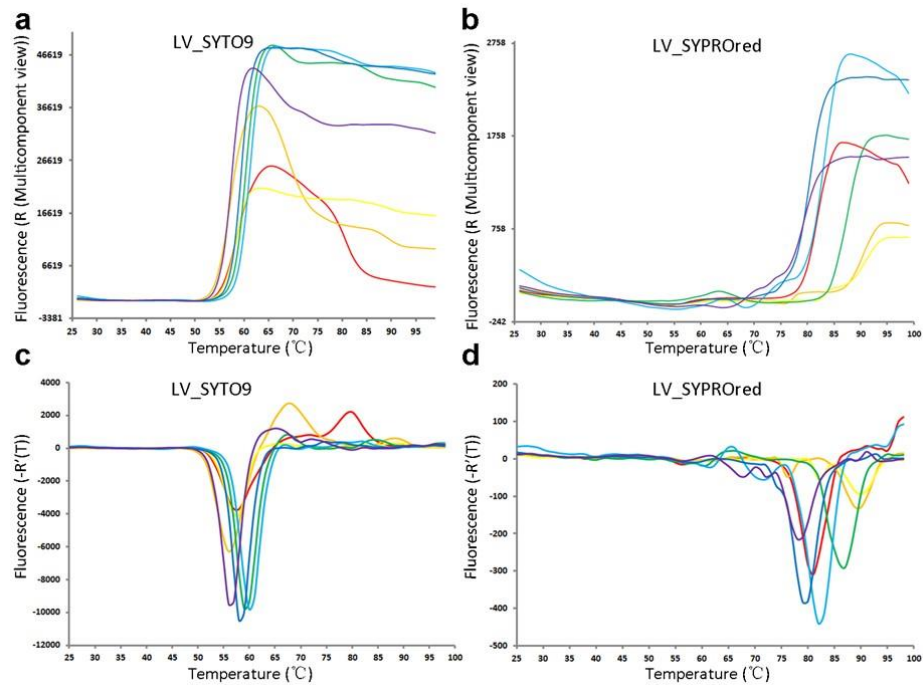 a
LV_SYTO9
Fluorescence (R (Multicomponent view))
46619
36619
26619
16619
6619
-3381
25 30 35 40 45 50 55 60 65 70 75 80 85 90 95
Temperature (℃)
b
LV_SYPROred
Fluorescence (R (Multicomponent view))
2758
1758
758
-242
25 30 35 40 45 50 55 60 65 70 75 80 85 90 95 100
Temperature (℃)
c
LV_SYTO9
Fluorescence (-R'(T))
4000
2000
0
-2000
-4000
-6000
-8000
-10000
-12000
25 30 35 40 45 50 55 60 65 70 75 80 85 90 95 100
Temperature (℃)
d
LV_SYPROred
Fluorescence (-R'(T))
200
100
0
-100
-200
-300
-400
-500
25 30 35 40 45 50 55 60 65 70 75 80 85 90 95 100
Temperature (℃)